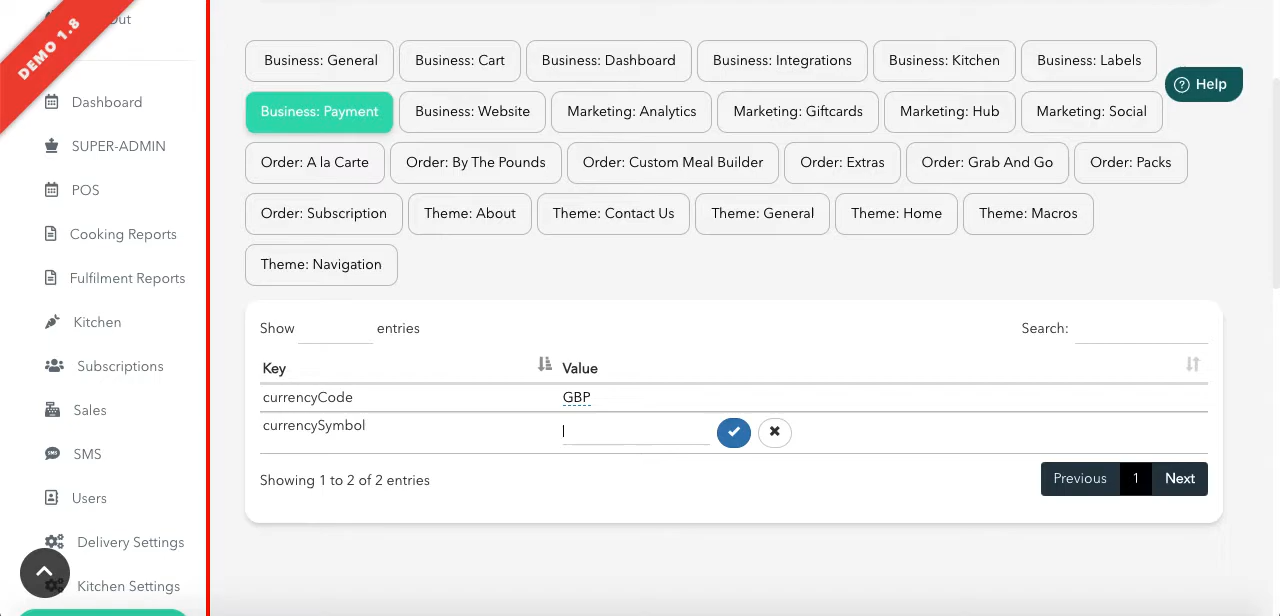 Out
DEMO 1.8
Dashboard
SUPER-ADMIN
POS
Cooking Reports
Fulfilment Reports
Kitchen
Subscriptions
Sales
SMS
Users
Delivery Settings
Kitchen Settings
Business: General
Business: Cart
Business: Dashboard
Business: Integrations
Business: Kitchen
Business: Labels
Help
Business: Payment
Business: Website
Marketing: Analytics
Marketing: Giftcards
Marketing: Hub
Marketing: Social
Order: A la Carte
Order: By The Pounds
Order: Custom Meal Builder
Order: Extras
Order: Grab And Go
Order: Packs
Order: Subscription
Theme: About
Theme: Contact Us
Theme: General
Theme: Home
Theme: Macros
Theme: Navigation
Show entries
Search:
Key Value
currencyCode GBP
currencySymbol
Showing 1 to 2 of 2 entries
Previous 1 Next